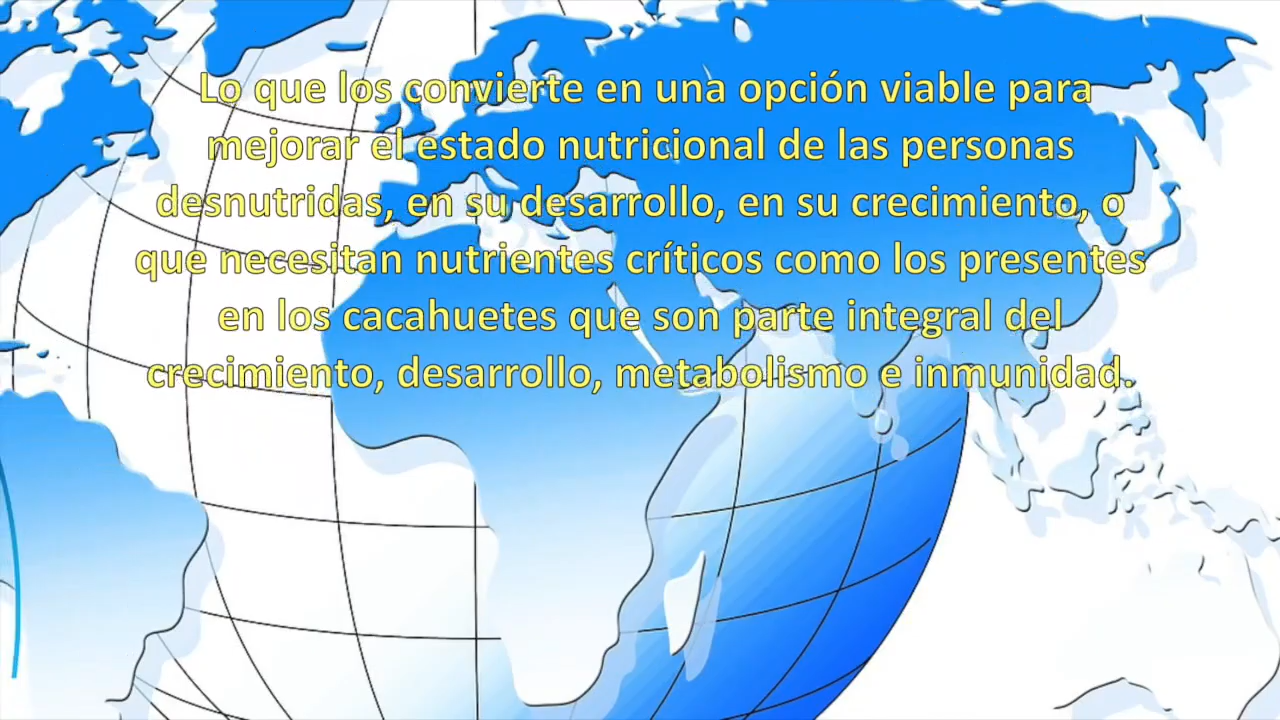 Lo que los convierte en una opción viable para
mejorar el estado nutricional de las personas
desnutridas, en su desarrollo, en su crecimiento, o
que necesitan nutrientes críticos como los presentes
en los cacahuetes que son parte integral del
crecimiento, desarrollo, metabolismo e inmunidad.